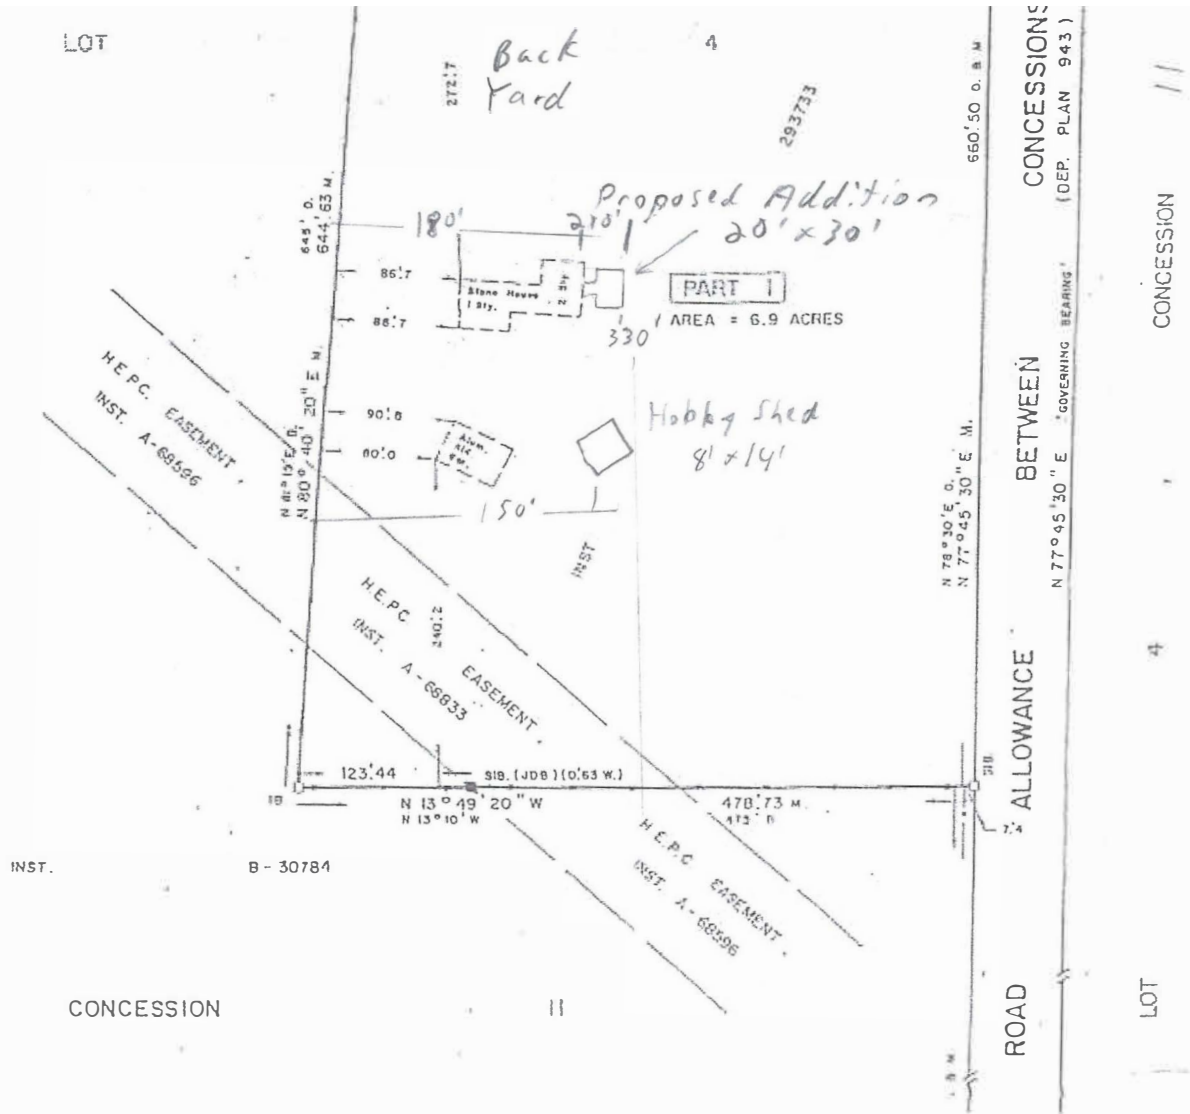 LOT
4
Back
Yard
272'.7
293733
660'.50 D. & M
CONCESSIONS
(DEP. PLAN 943)
11
Proposed Addition
20' x 30'
180'
210'
645' D.
644'.63 M.
86'.7
Stone House
1 Sty.
2 Sty
PART 1
AREA = 6.9 ACRES
86'.7
330'
CONCESSION
H.E.P.C. EASEMENT,
INST. A-68596
90'.8
80'.0
Alum.
Hobby Shed
8' x 14'
N 80° 40' 20" E M.
150'
INST
BETWEEN
"GOVERNING BEARING"
N 78° 30' E D.
N 77° 45' 30" E M.
N 77° 45' 30" E
H.E.P.C. EASEMENT,
INST. A-68833
240'.2
4
ALLOWANCE
123'.44
SIB. (JDB) (0'.63 W.)
SIB.
IB
N 13° 49' 20" W
N 13° 10' W
478'.73 M.
7'.4
INST.
B-30784
H.E.P.C. EASEMENT,
INST. A-68596
CONCESSION
11
ROAD
LOT